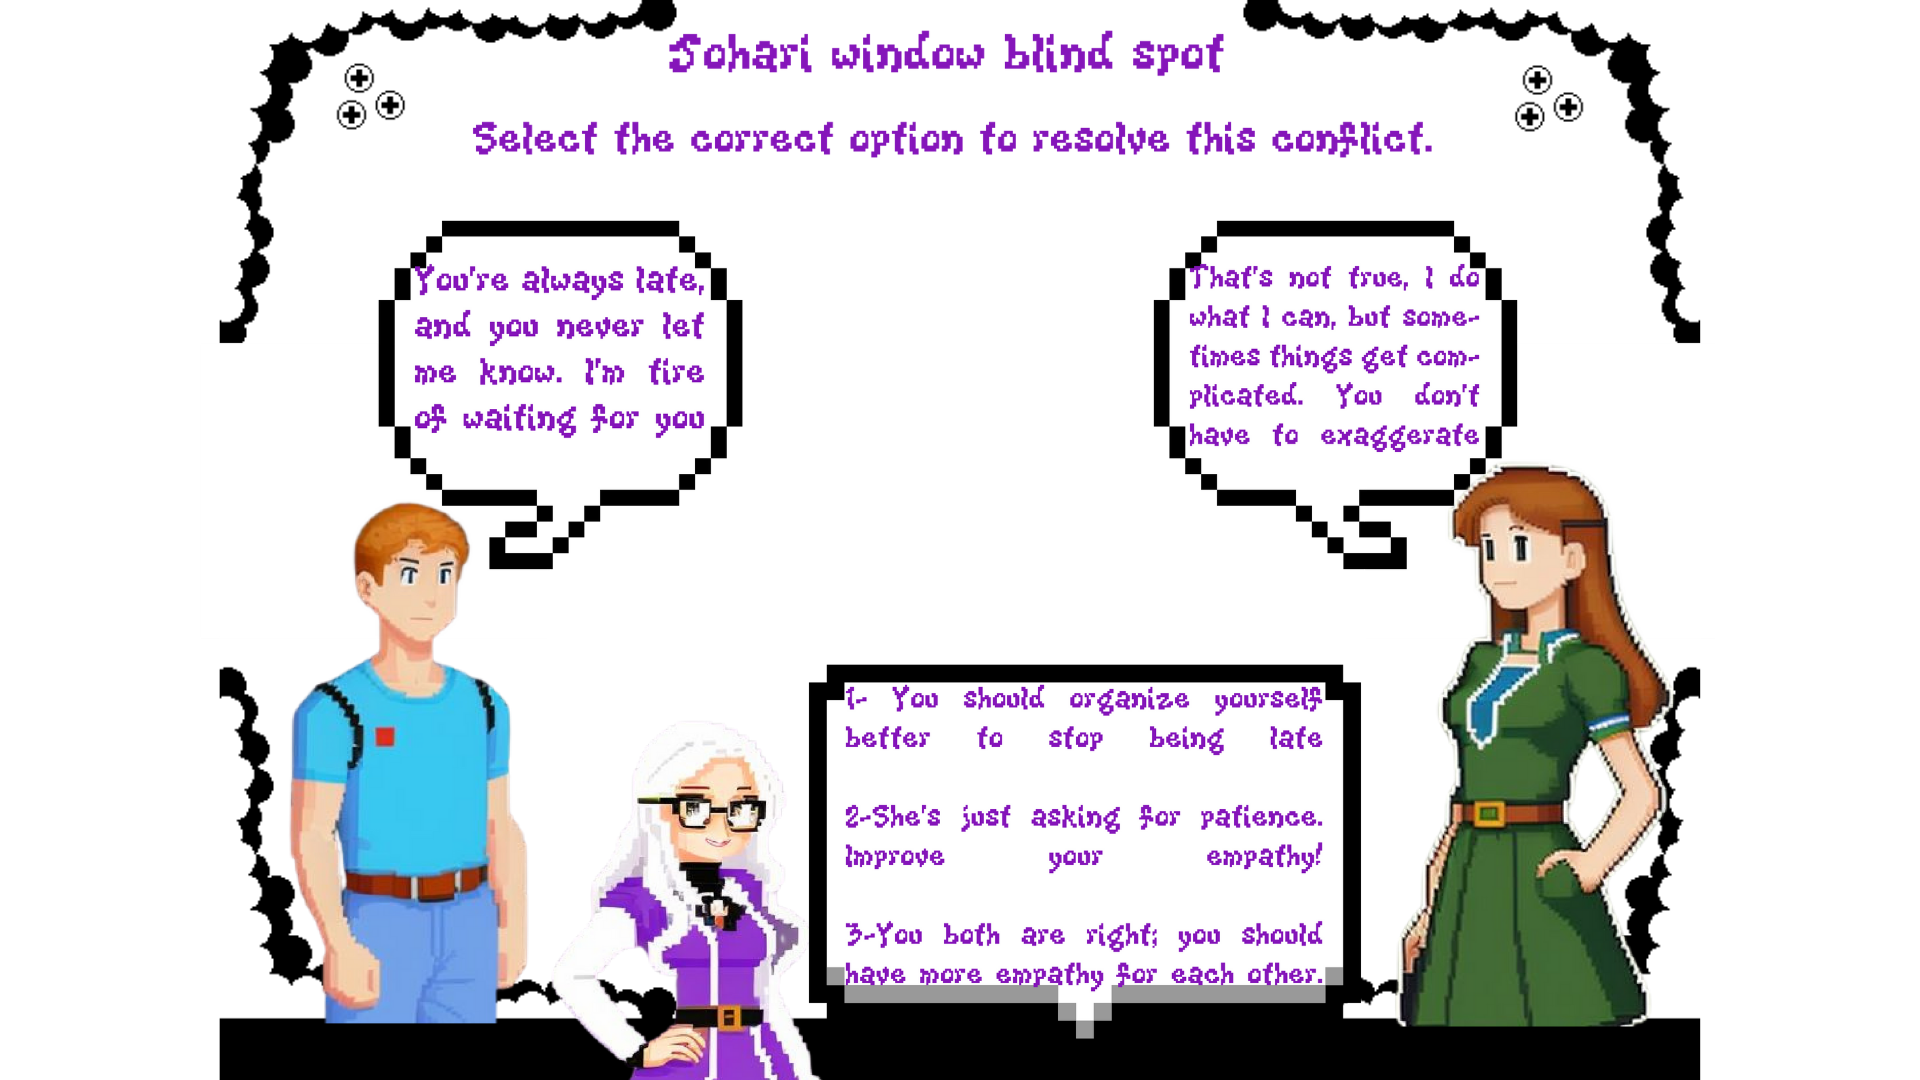 Johari window blind spot
Select the correct option to resolve this conflict.
You're always late,
and you never let
me know. I'm tire
of waiting for you
That's not true, I do
what I can, but some-
times things get com-
plicated. You don't
have to exaggerate
1- You should organize yourself
better to stop being late
2-She's just asking for patience.
Improve your empathy!
3-You both are right; you should
have more empathy for each other.